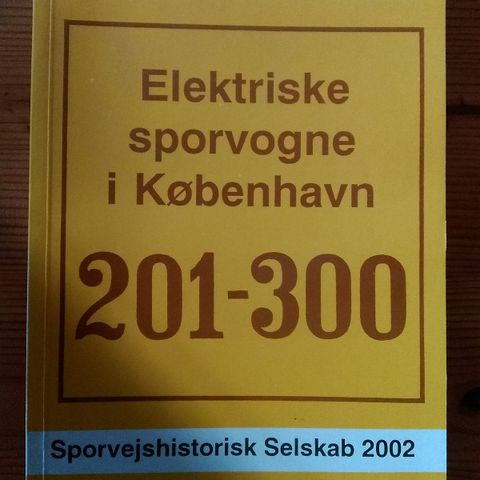 Elektriske
sporvogne
i København
201-300
Sporvejshistorisk Selskab 2002